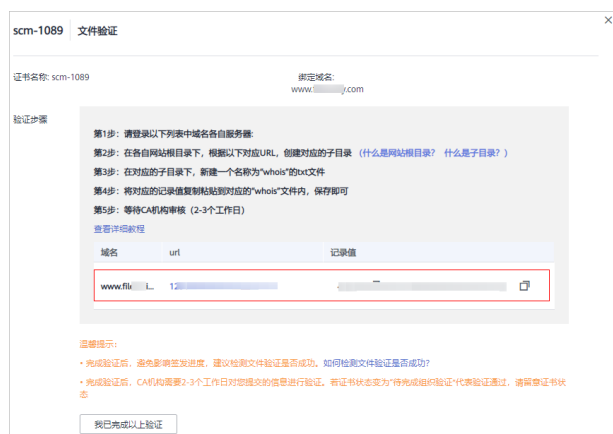 scm-1089 文件验证
证书名称: scm-1089
绑定域名:
www. .com
验证步骤
第1步：请登录以下列表中域名各自服务器:
第2步：在各自网站根目录下，根据以下对应URL，创建对应的子目录 （什么是网站根目录？ 什么是子目录？）
第3步：在对应的子目录下，新建一个名称为"whois"的txt文件
第4步：将对应的记录值复制粘贴到对应的"whois"文件内，保存即可
第5步：等待CA机构审核（2-3个工作日）
查看详细教程
域名 url 记录值
www.fil i... 12
温馨提示:
• 完成验证后，避免影响签发进度，建议检测文件验证是否成功。如何检测文件验证是否成功?
• 完成验证后，CA机构需要2-3个工作日对您提交的信息进行验证。若证书状态变为"待完成组织验证"代表验证通过，请留意证书状
态
我已完成以上验证